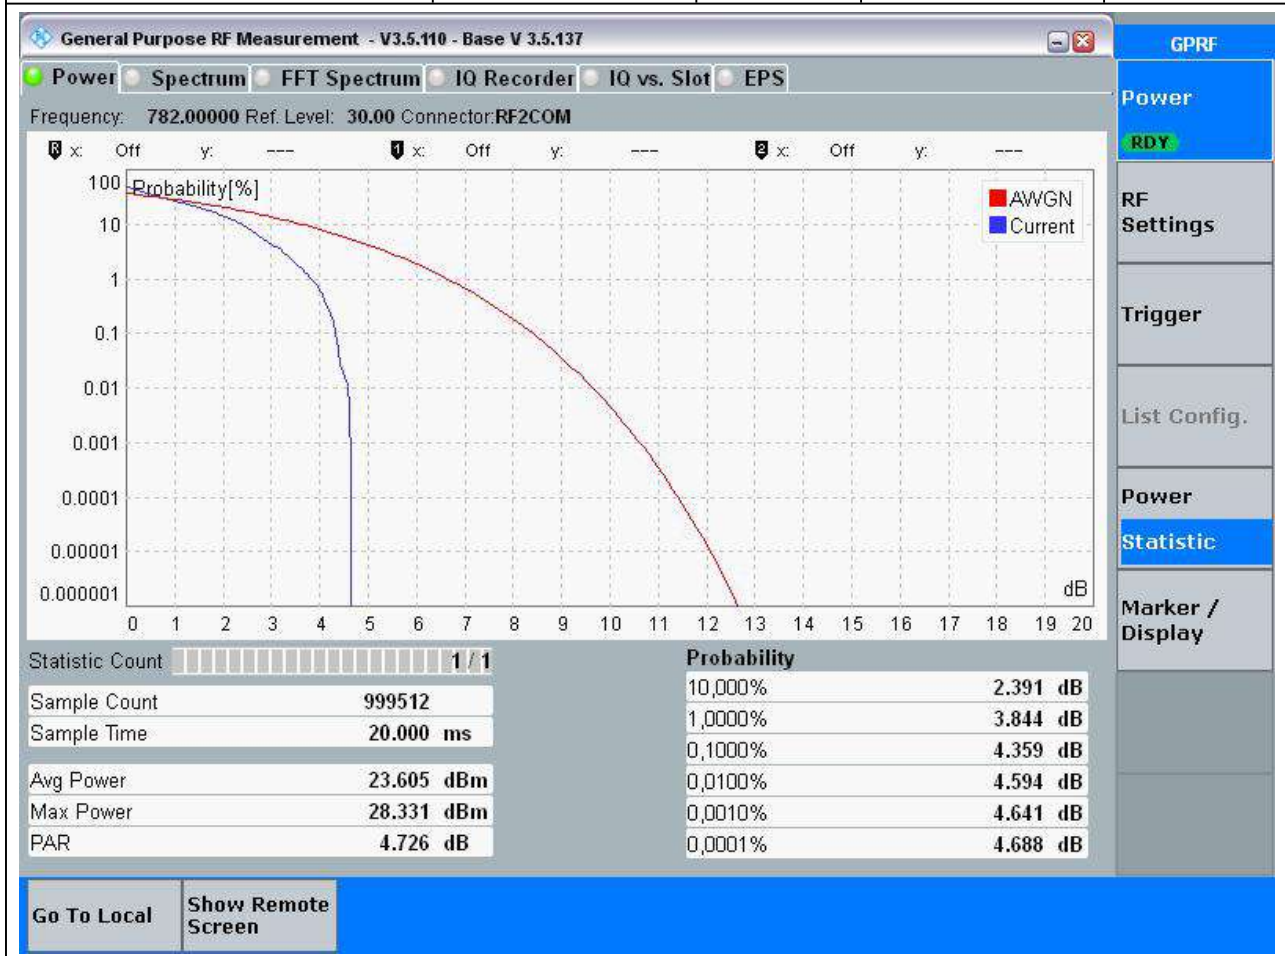 General Purpose RF Measurement - V3.5.110 - Base V 3.5.137
GPRF
Power Spectrum FFT Spectrum IQ Recorder IQ vs. Slot EPS
Frequency: 782.00000 Ref. Level: 30.00 Connector:RF2COM
R x: Off y: --- 1 x: Off y: --- 2 x: Off y: ---
Probability[%]
AWGN
Current
100
10
1
0.1
0.01
0.001
0.0001
0.00001
0.000001
dB
0 1 2 3 4 5 6 7 8 9 10 11 12 13 14 15 16 17 18 19 20
Statistic Count 1 / 1
Sample Count 999512
Sample Time 20.000 ms
Avg Power 23.605 dBm
Max Power 28.331 dBm
PAR 4.726 dB
Probability
10,000% 2.391 dB
1,0000% 3.844 dB
0,1000% 4.359 dB
0,0100% 4.594 dB
0,0010% 4.641 dB
0,0001% 4.688 dB
Power
RDY
RF
Settings
Trigger
List Config.
Power
Statistic
Marker /
Display
Go To Local
Show Remote
Screen